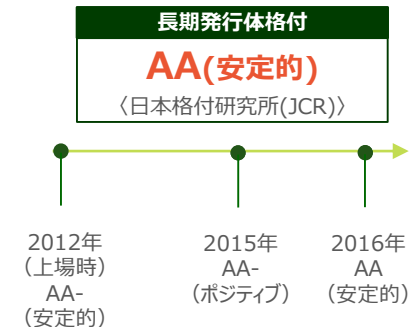 長期発行体格付
AA(安定的)
〈日本格付研究所(JCR)〉
2012年
（上場時）
AA-
（安定的）
2015年
AA-
（ポジティブ）
2016年
AA
（安定的）